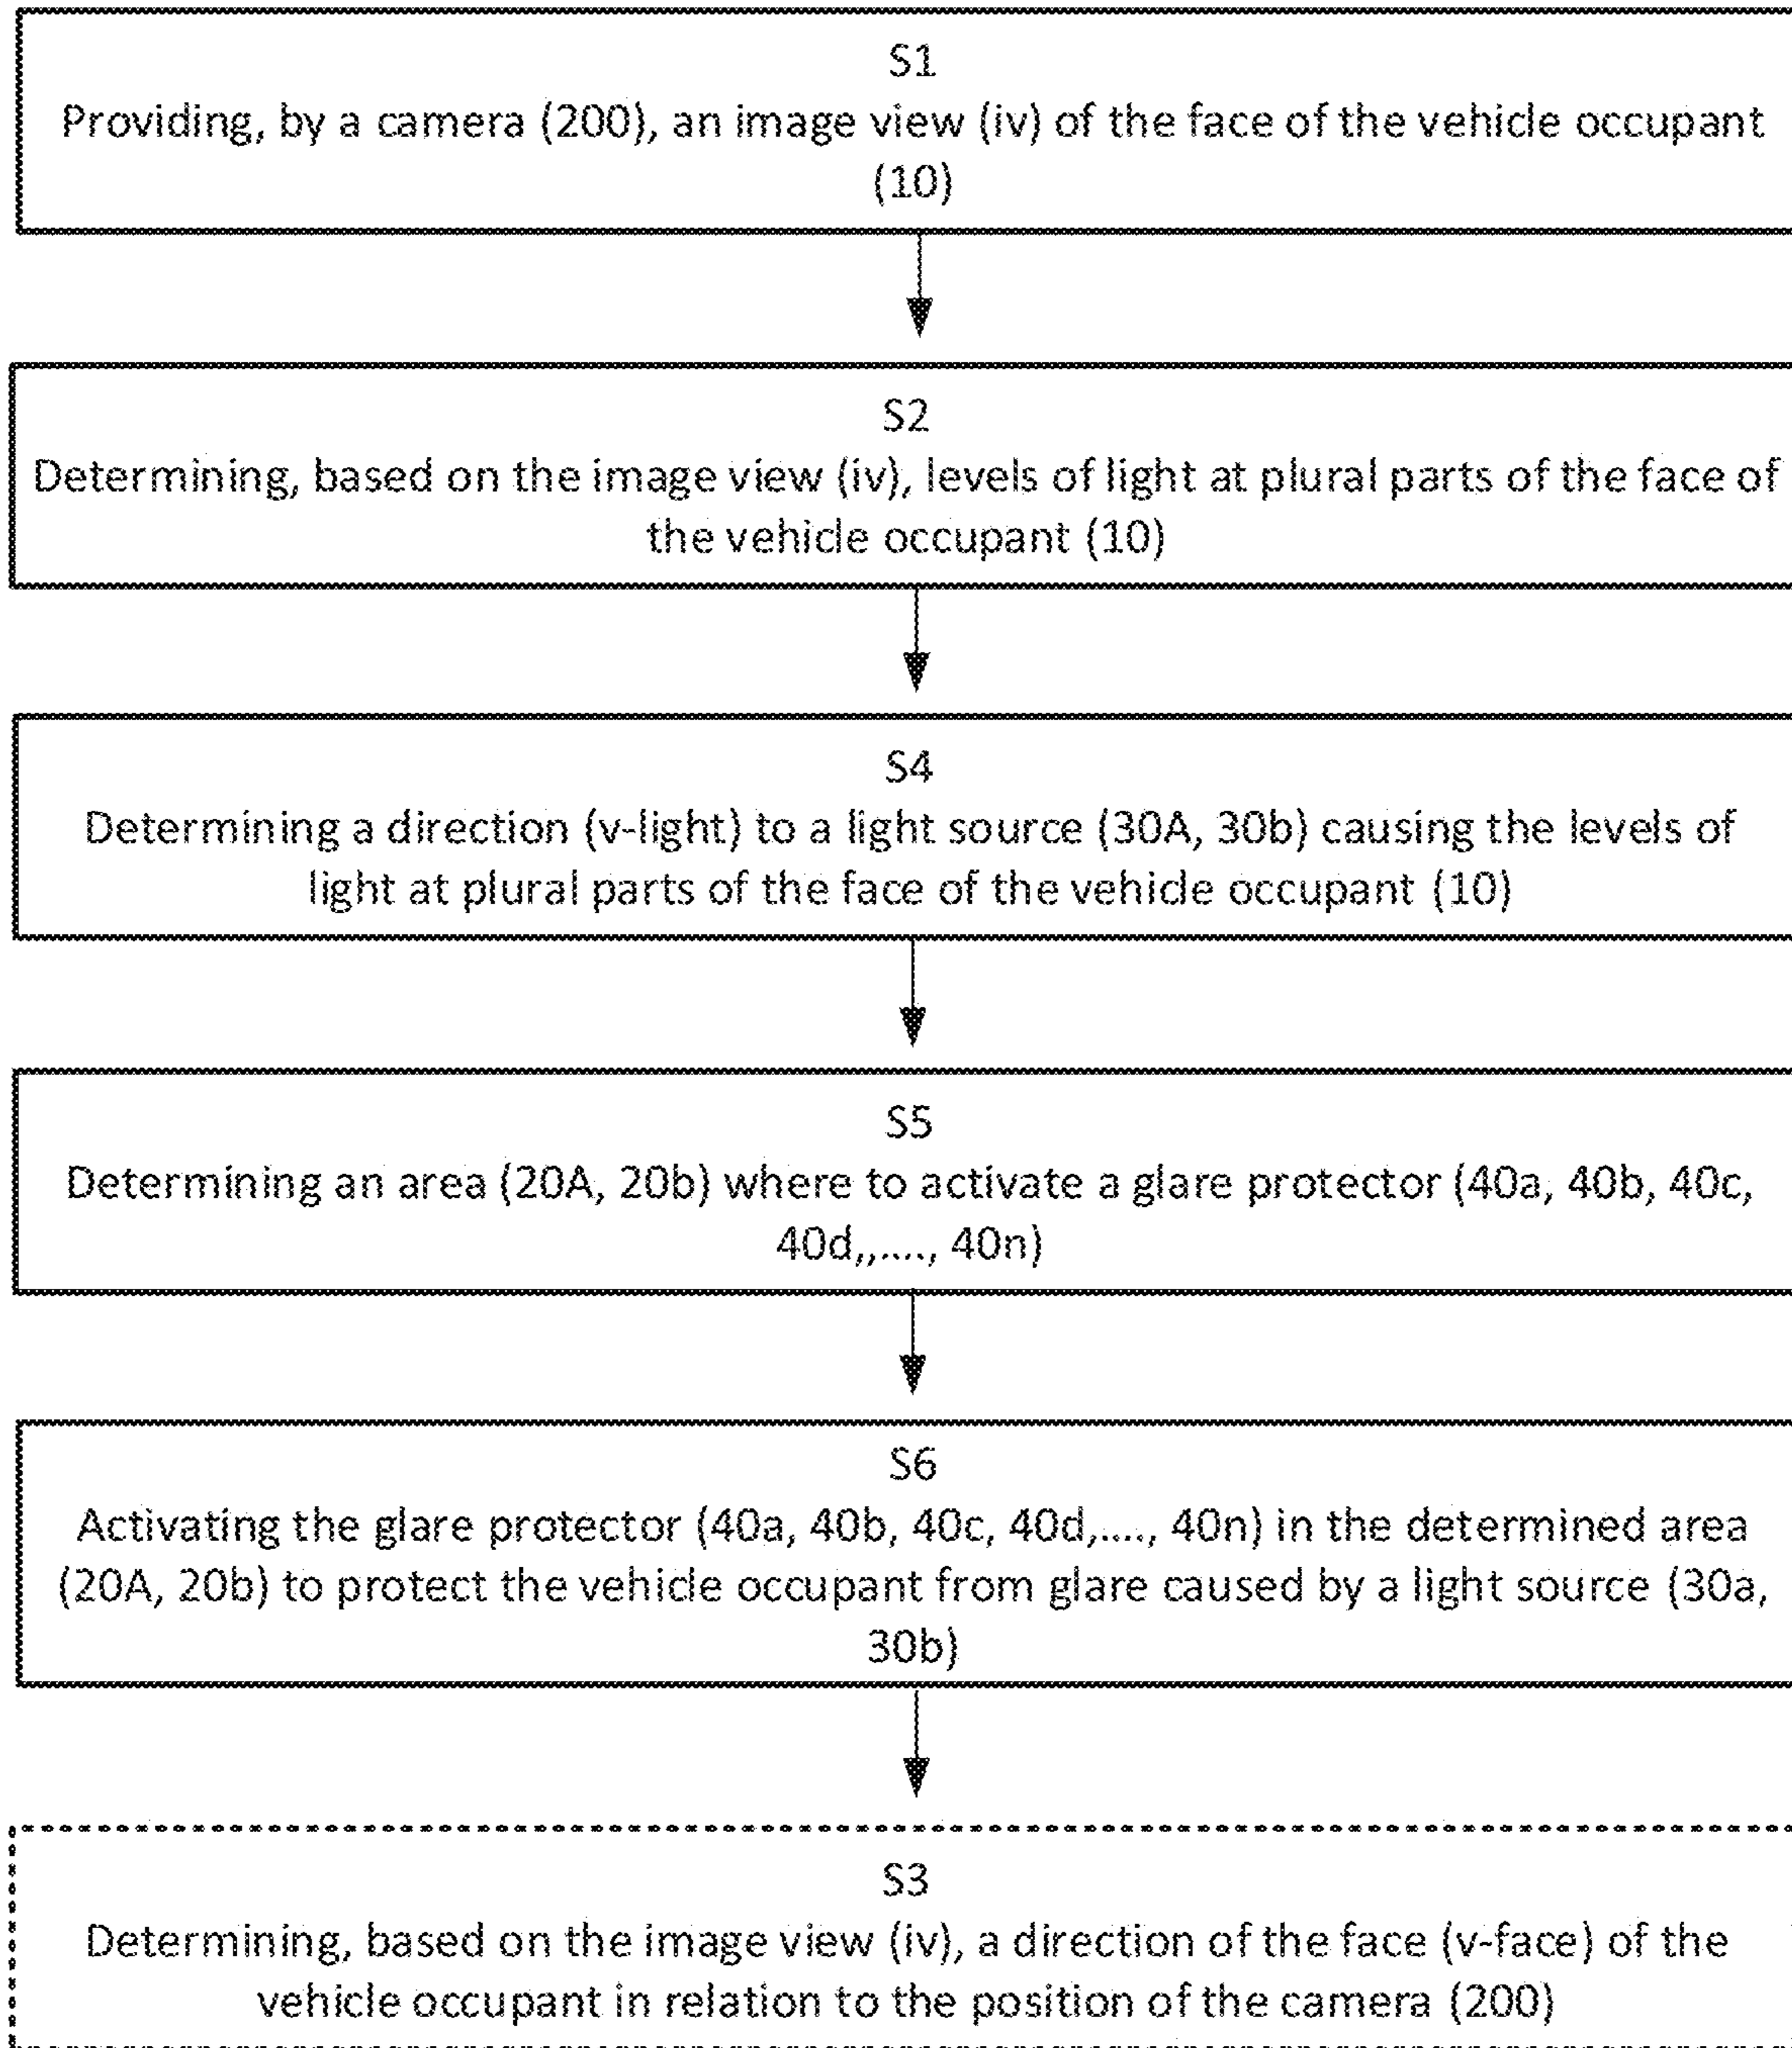 S1
Providing, by a camera (200), an image view (iv) of the face of the vehicle occupant
(10)
S2
Determining, based on the image view (iv), levels of light at plural parts of the face of
the vehicle occupant (10)
S4
Determining a direction (v-light) to a light source (30A, 30b) causing the levels of
light at plural parts of the face of the vehicle occupant (10)
S5
Determining an area (20A, 20b) where to activate a glare protector (40a, 40b, 40c,
40d,,...., 40n)
S6
Activating the glare protector (40a, 40b, 40c, 40d,...., 40n) in the determined area
(20A, 20b) to protect the vehicle occupant from glare caused by a light source (30a,
30b)
S3
Determining, based on the image view (iv), a direction of the face (v-face) of the
vehicle occupant in relation to the position of the camera (200)